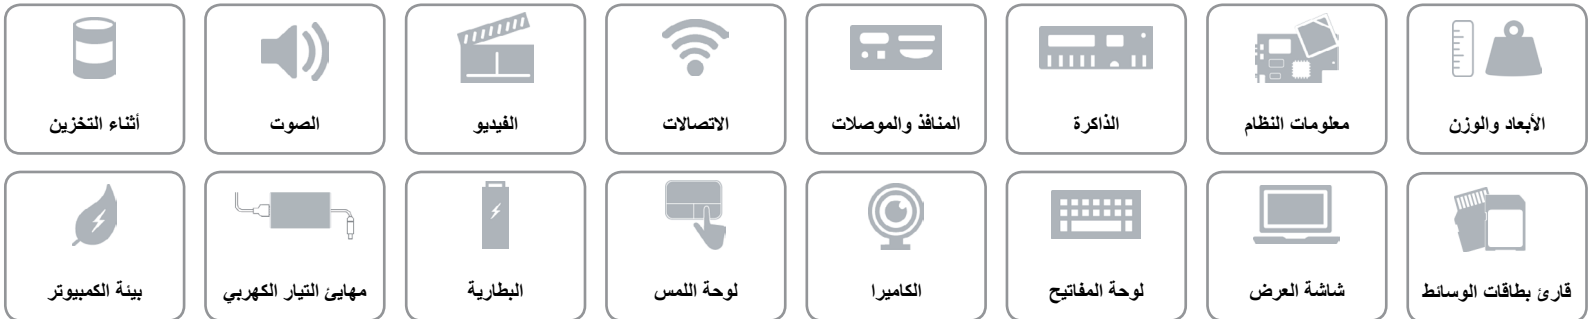 الأبعاد والوزن
معلومات النظام
الذاكرة
المنافذ والموصلات
الاتصالات
الفيديو
الصوت
أثناء التخزين
قارئ بطاقات الوسائط
شاشة العرض
لوحة المفاتيح
الكاميرا
لوحة اللمس
البطارية
مهايئ التيار الكهربي
بيئة الكمبيوتر